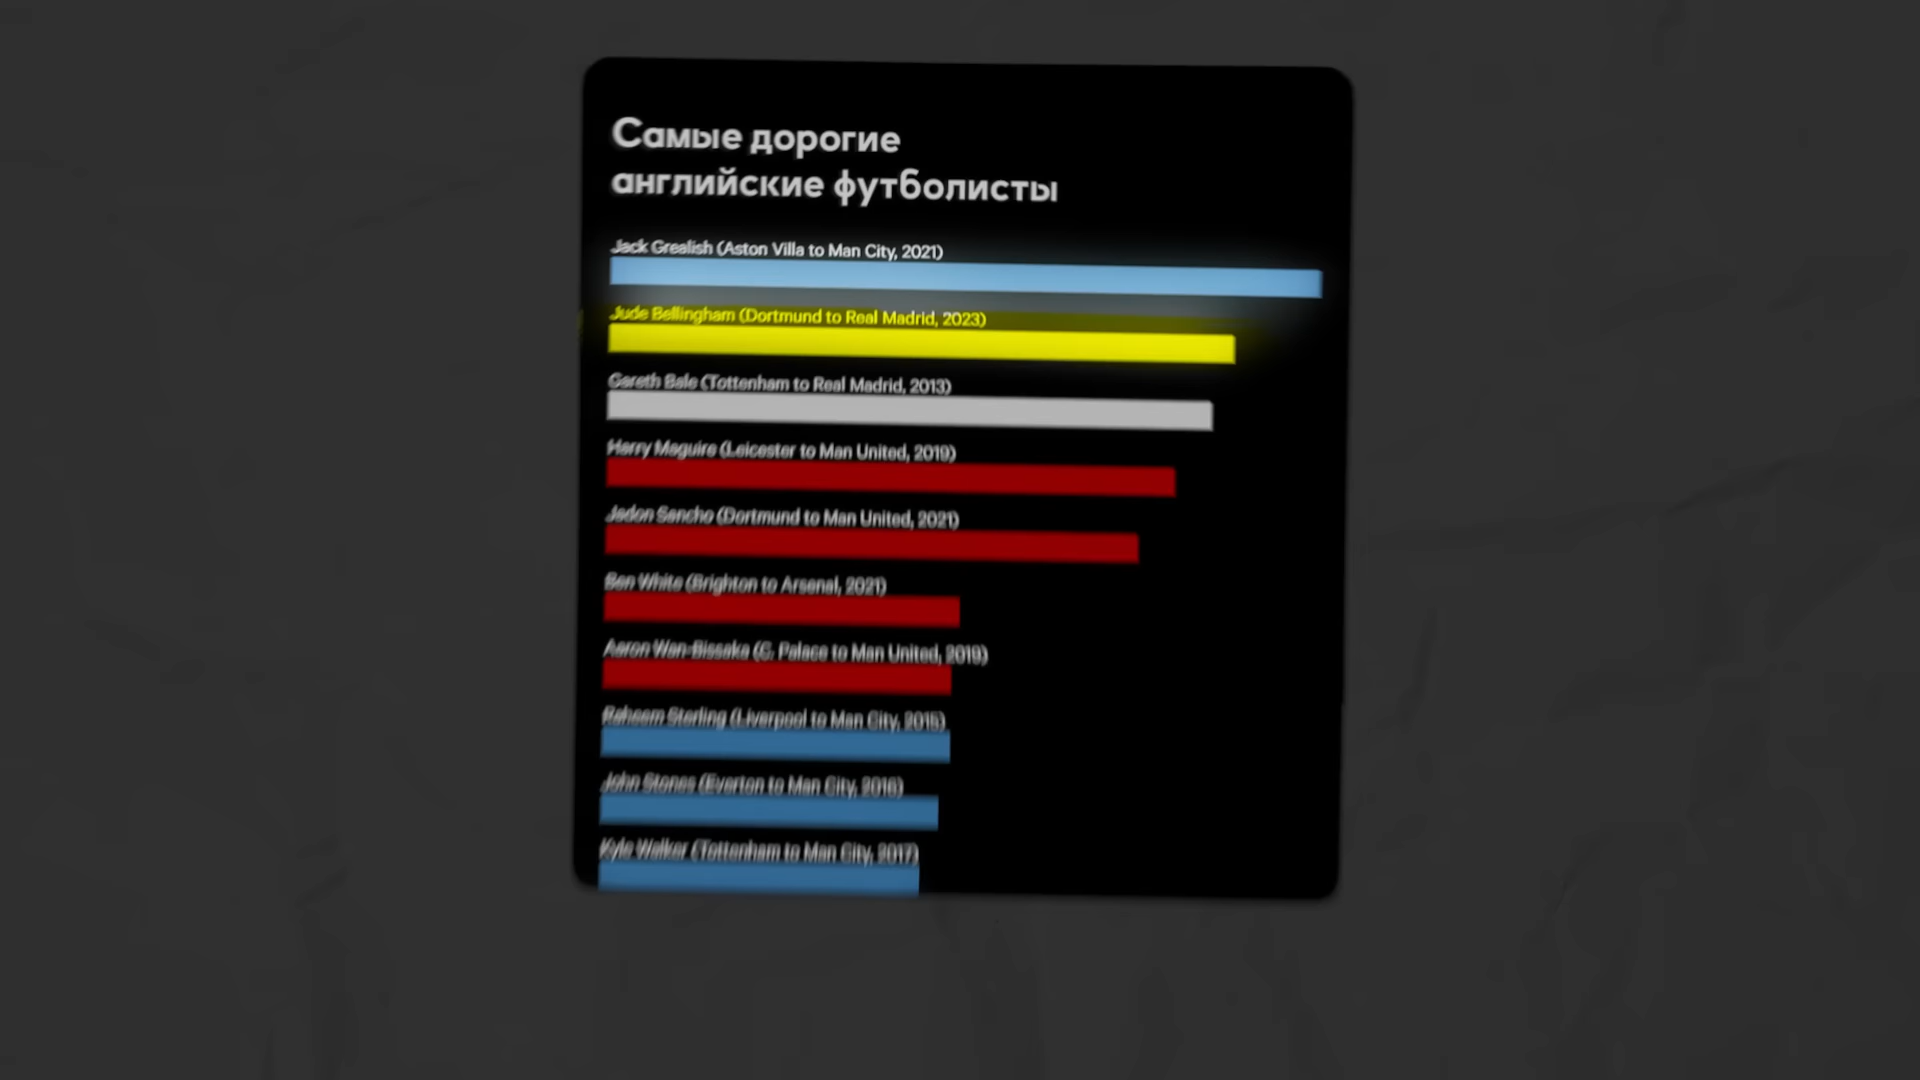 Самые дорогие
английские футболисты
Jack Grealish (Aston Villa to Man City, 2021)
Jude Bellingham (Dortmund to Real Madrid, 2023)
Gareth Bale (Tottenham to Real Madrid, 2013)
Harry Maguire (Leicester to Man United, 2019)
Jadon Sancho (Dortmund to Man United, 2021)
Ben White (Brighton to Arsenal, 2021)
Aaron Wan-Bissaka (C. Palace to Man United, 2019)
Raheem Sterling (Liverpool to Man City, 2015)
John Stones (Everton to Man City, 2016)
Kyle Walker (Tottenham to Man City, 2017)